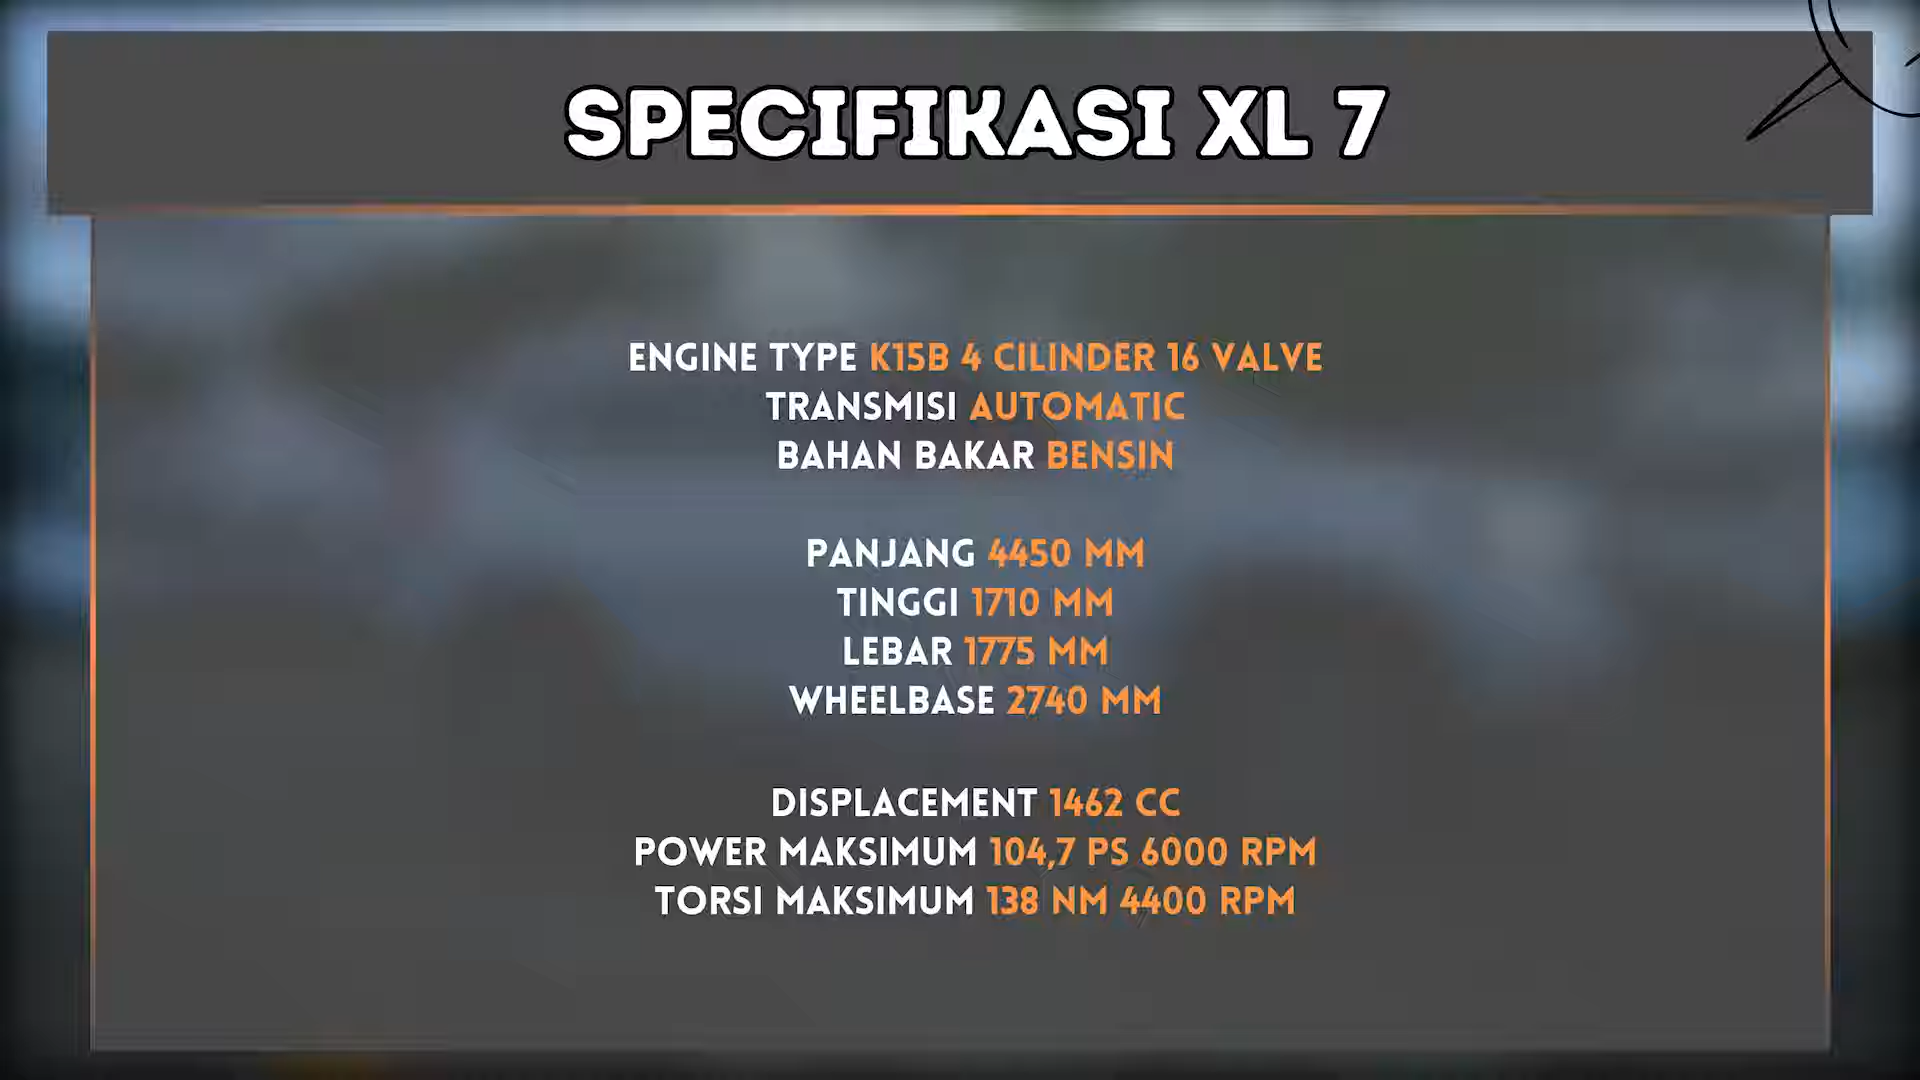 SPECIFIKASI XL 7
ENGINE TYPE K15B 4 CILINDER 16 VALVE
TRANSMISI AUTOMATIC
BAHAN BAKAR BENSIN
PANJANG 4450 MM
TINGGI 1710 MM
LEBAR 1775 MM
WHEELBASE 2740 MM
DISPLACEMENT 1462 CC
POWER MAKSIMUM 104,7 PS 6000 RPM
TORSI MAKSIMUM 138 NM 4400 RPM